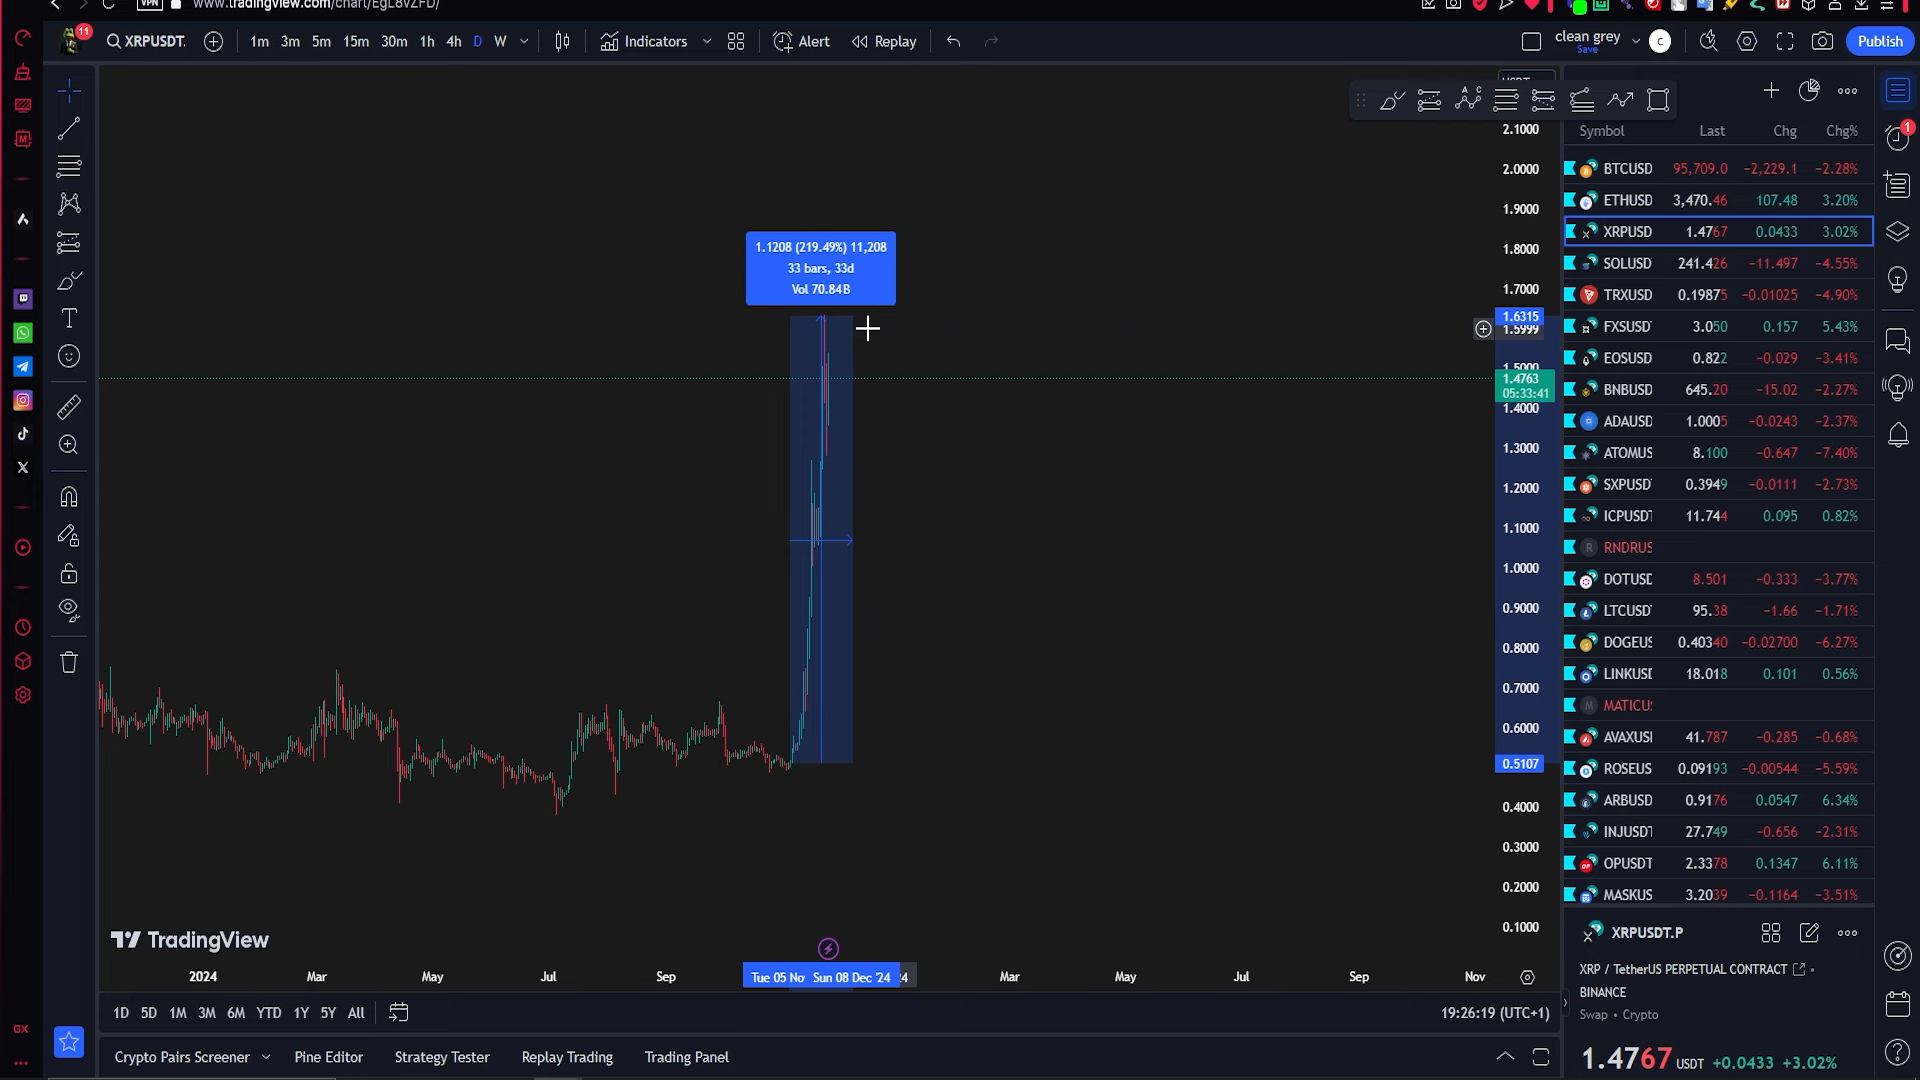 VPN www.tradingview.com/chart/EgL8VZFD/
11 XRPUSDT. 1m 3m 5m 15m 30m 1h 4h D W Indicators Alert Replay clean grey Save c Publish
USDT
2.1000
2.0000
1.9000
1.8000
1.7000
1.6315
1.5999
1.5000
1.4763
05:33:41
1.4000
1.3000
1.2000
1.1000
1.0000
0.9000
0.8000
0.7000
0.6000
0.5107
0.4000
0.3000
0.2000
0.1000
1.1208 (219.49%) 11,208
33 bars, 33d
Vol 70.84B
TradingView
2024 Mar May Jul Sep Tue 05 No Sun 08 Dec '24 Mar May Jul Sep Nov
1D 5D 1M 3M 6M YTD 1Y 5Y All 19:26:19 (UTC+1)
Crypto Pairs Screener Pine Editor Strategy Tester Replay Trading Trading Panel
Symbol Last Chg Chg%
BTCUSD 95,709.0 −2,229.1 −2.28%
ETHUSD 3,470.46 107.48 3.20%
XRPUSD 1.4767 0.0433 3.02%
SOLUSD 241.426 −11.497 −4.55%
TRXUSD 0.19875 −0.01025 −4.90%
FXSUSD 3.050 0.157 5.43%
EOSUSD 0.822 −0.029 −3.41%
BNBUSD 645.20 −15.02 −2.27%
ADAUSD 1.0005 −0.0243 −2.37%
ATOMUS 8.100 −0.647 −7.40%
SXPUSD 0.3949 −0.0111 −2.73%
ICPUSDT 11.744 0.095 0.82%
R RNDRUS
DOTUSD 8.501 −0.333 −3.77%
LTCUSD 95.38 −1.66 −1.71%
DOGEUS 0.40340 −0.02700 −6.27%
LINKUSD 18.018 0.101 0.56%
M MATICUS
AVAXUS 41.787 −0.285 −0.68%
ROSEUS 0.09193 −0.00544 −5.59%
ARBUSD 0.9176 0.0547 6.34%
INJUSDT 27.749 −0.656 −2.31%
OPUSDT 2.3378 0.1347 6.11%
MASKUS 3.2039 −0.1164 −3.51%
XRPUSDT.P
XRP / TetherUS PERPETUAL CONTRACT
BINANCE
Swap • Crypto
1.4767 USDT +0.0433 +3.02%
1
GX